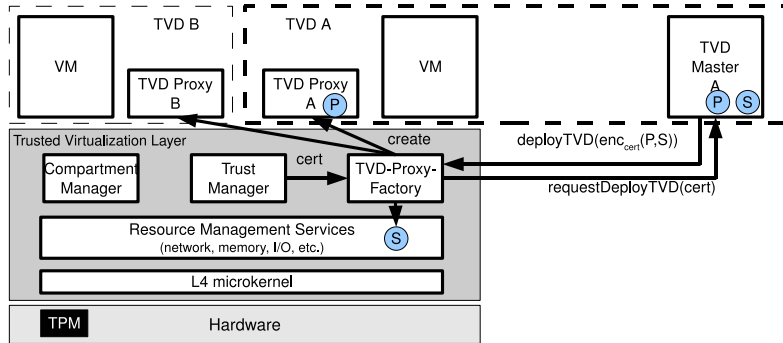 TVD B
TVD A
VM
TVD Proxy
B
TVD Proxy
A
P
VM
TVD
Master
A
P
S
Trusted Virtualization Layer
create
deployTVD(enc_cert(P,S))
cert
Compartment
Manager
Trust
Manager
TVD-Proxy-
Factory
requestDeployTVD(cert)
Resource Management Services
(network, memory, I/O, etc.)
S
L4 microkernel
TPM
Hardware